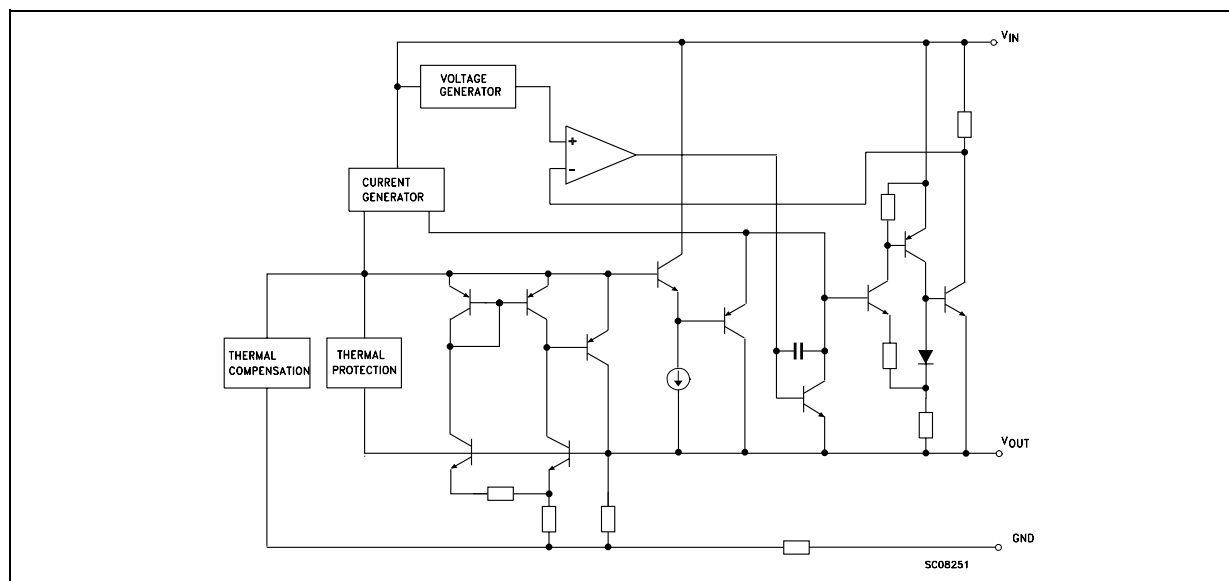 VIN
VOLTAGE
GENERATOR
+
-
CURRENT
GENERATOR
THERMAL
COMPENSATION
THERMAL
PROTECTION
VOUT
GND
SC08251